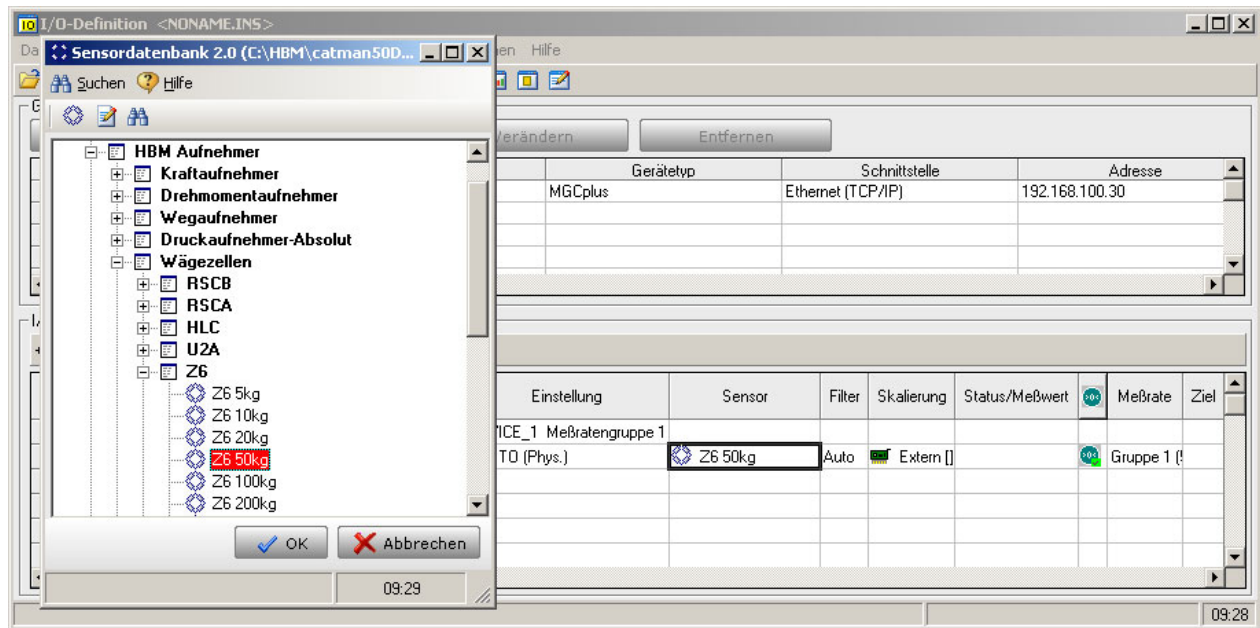 I/O-Definition <NONAME.INS>
Sensordatenbank 2.0 (C:\HBM\catman50D...
Hilfe
Suchen Hilfe
Verändern Entfernen
Gerätetyp Schnittstelle Adresse
MGCplus Ethernet (TCP/IP) 192.168.100.30
HBM Aufnehmer
Kraftaufnehmer
Drehmomentaufnehmer
Wegaufnehmer
Druckaufnehmer-Absolut
Wägezellen
RSCB
RSCA
HLC
U2A
Z6
Z6 5kg
Z6 10kg
Z6 20kg
Z6 50kg
Z6 100kg
Z6 200kg
OK Abbrechen
09:29
Einstellung Sensor Filter Skalierung Status/Meßwert Meßrate Ziel
VICE_1 Meßratengruppe 1
TO (Phys.) Z6 50kg Auto Extern [] Gruppe 1 (
09:28